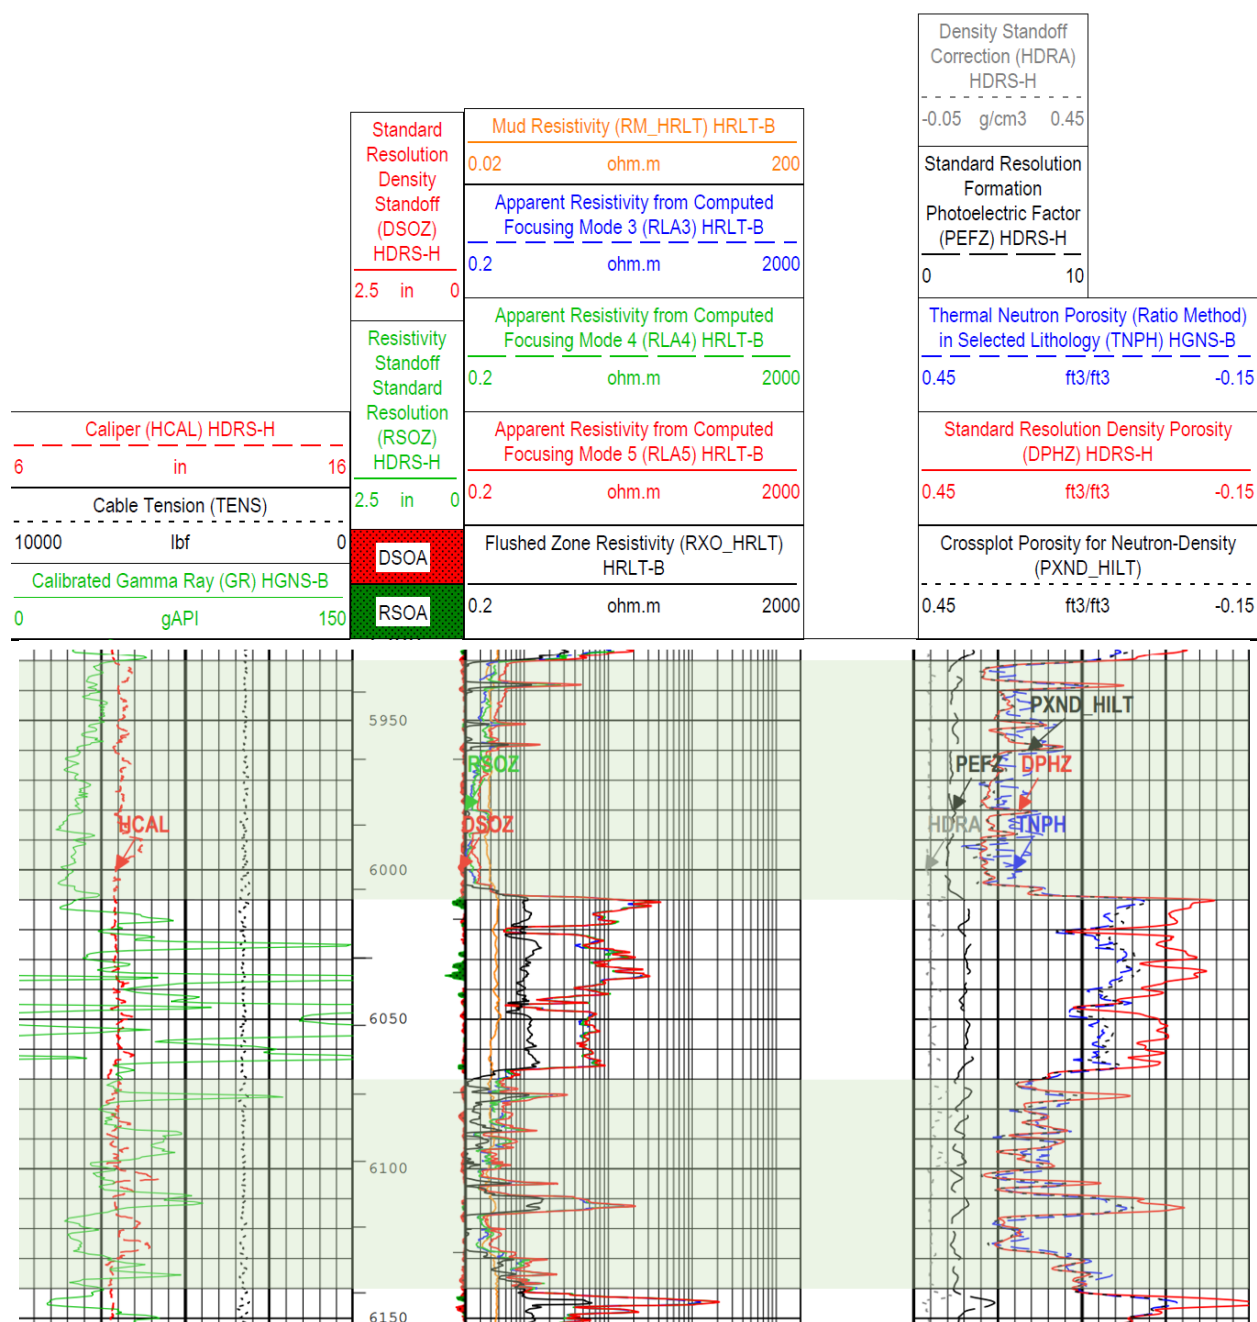 Density Standoff
Correction (HDRA)
HDRS-H
-0.05 g/cm3 0.45
Standard Resolution
Formation
Photoelectric Factor
(PEFZ) HDRS-H
0 10
Standard
Resolution
Density
Standoff
(DSOZ)
HDRS-H
2.5 in 0
Resistivity
Standoff
Standard
Resolution
(RSOZ)
HDRS-H
2.5 in 0
DSOA
RSOA
Mud Resistivity (RM_HRLT) HRLT-B
0.02 ohm.m 200
Apparent Resistivity from Computed
Focusing Mode 3 (RLA3) HRLT-B
0.2 ohm.m 2000
Apparent Resistivity from Computed
Focusing Mode 4 (RLA4) HRLT-B
0.2 ohm.m 2000
Apparent Resistivity from Computed
Focusing Mode 5 (RLA5) HRLT-B
0.2 ohm.m 2000
Flushed Zone Resistivity (RXO_HRLT)
HRLT-B
0.2 ohm.m 2000
Thermal Neutron Porosity (Ratio Method)
in Selected Lithology (TNPH) HGNS-B
0.45 ft3/ft3 -0.15
Standard Resolution Density Porosity
(DPHZ) HDRS-H
0.45 ft3/ft3 -0.15
Crossplot Porosity for Neutron-Density
(PXND_HILT)
0.45 ft3/ft3 -0.15
Caliper (HCAL) HDRS-H
6 in 16
Cable Tension (TENS)
10000 lbf 0
Calibrated Gamma Ray (GR) HGNS-B
0 gAPI 150
5950
PXND_HILT
RSOZ
PEFZ DPHZ
HCAL
DSOZ
HDRA TNPH
6000
6050
6100
6150